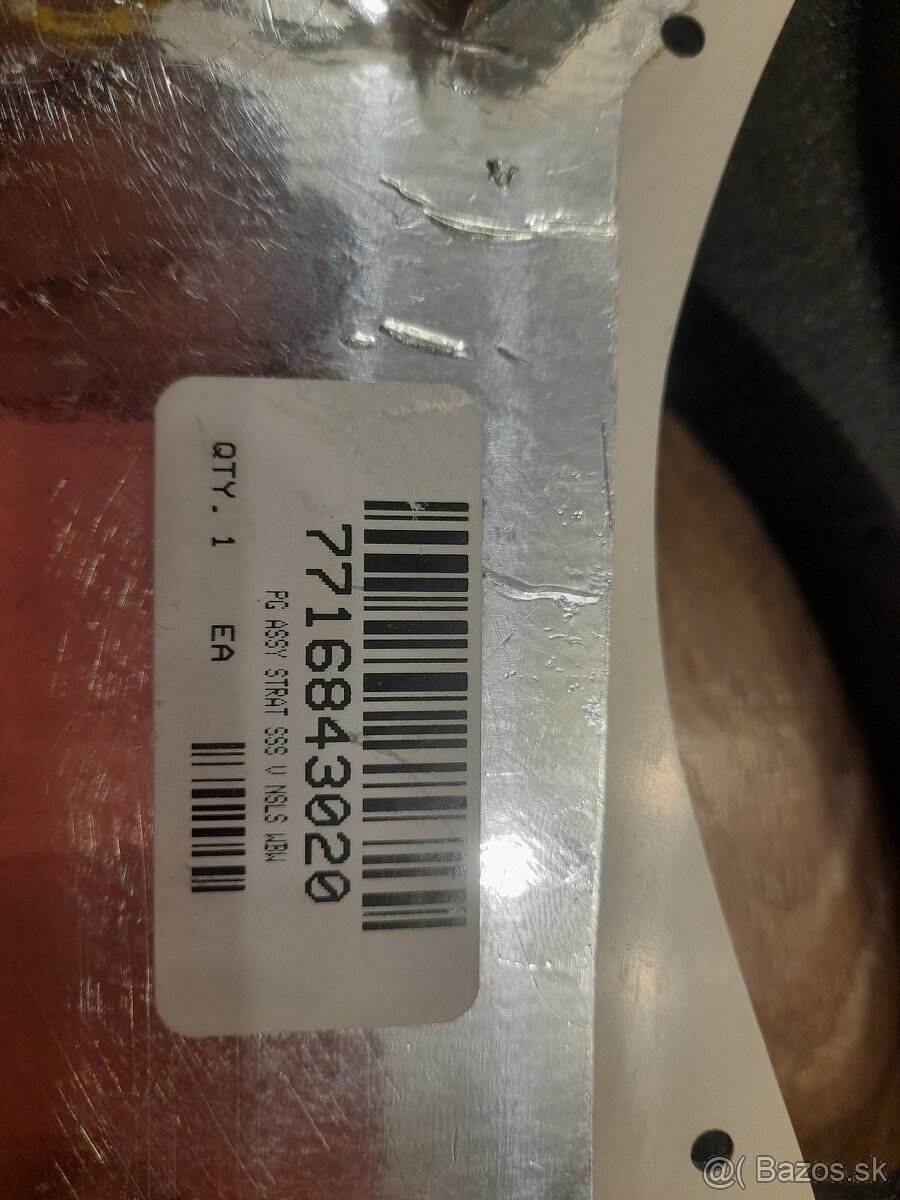 7716843020
PG ASSY STRAT SSS V NSLS WBW
QTY. 1 EA
@( Bazos.sk